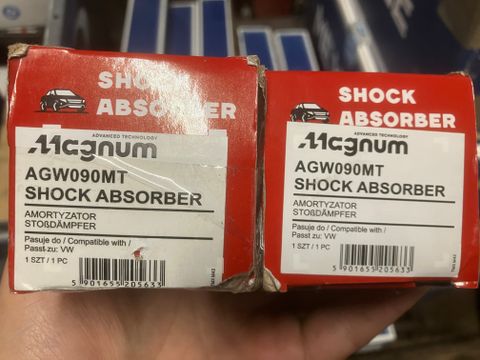 SHOCK
ABSORBER
ADVANCED TECHNOLOGY
Magnum
AGW090MT
SHOCK ABSORBER
AMORTYZATOR
STOßDÄMPFER
Pasuje do / Compatible with /
Passt zu: VW
1 SZT / 1 PC
5 901655 205633
SHOCK
ABSORBER
ADVANCED TECHNOLOGY
Magnum
AGW090MT
SHOCK ABSORBER
AMORTYZATOR
STOßDÄMPFER
Pasuje do / Compatible with /
Passt zu: VW
1 SZT / 1 PC
5 901655 205633